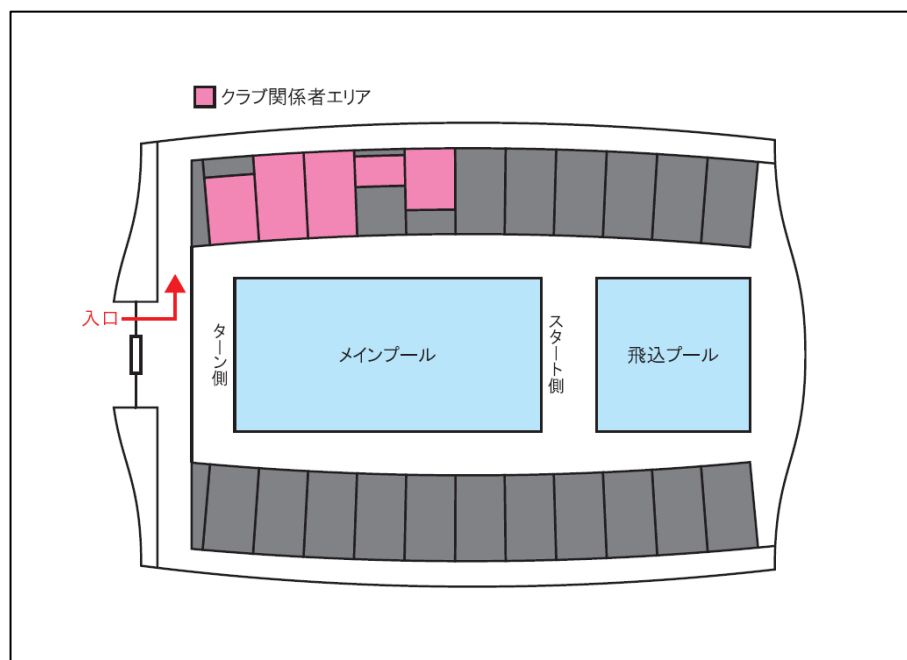 クラブ関係者エリア
入口
ターン側
メインプール
スタート側
飛込プール